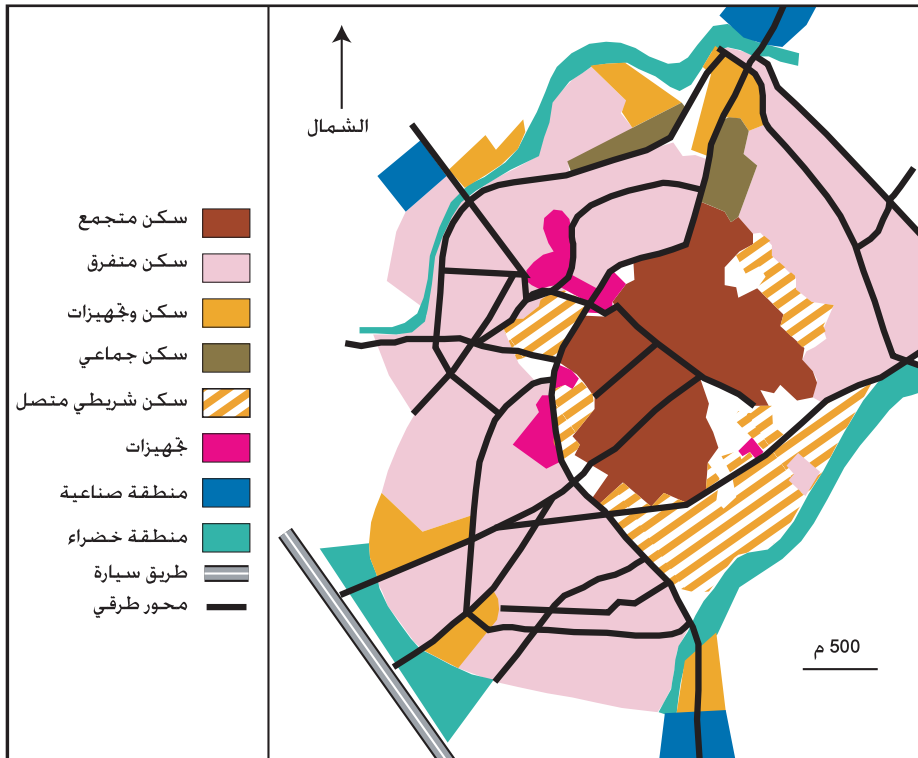 الشمال
سكن متجمع
سكن متفرق
سكن وتجهيزات
سكن جماعي
سكن شريطي متصل
تجهيزات
منطقة صناعية
منطقة خضراء
طريق سيارة
محور طرقي
500 م